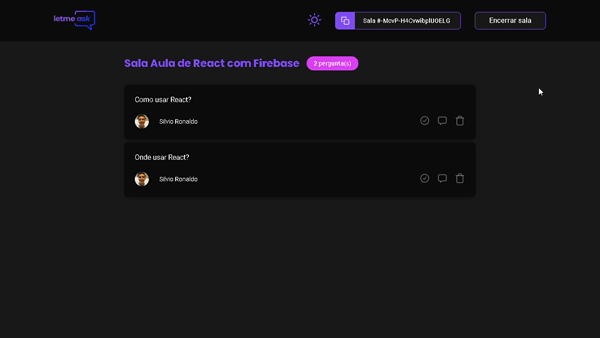 letmeask
Sala #-McvP-H4CvwibplUOELG
Encerrar sala
Sala Aula de React com Firebase
2 pergunta(s)
Como usar React?
Silvio Ronaldo
Onde usar React?
Silvio Ronaldo